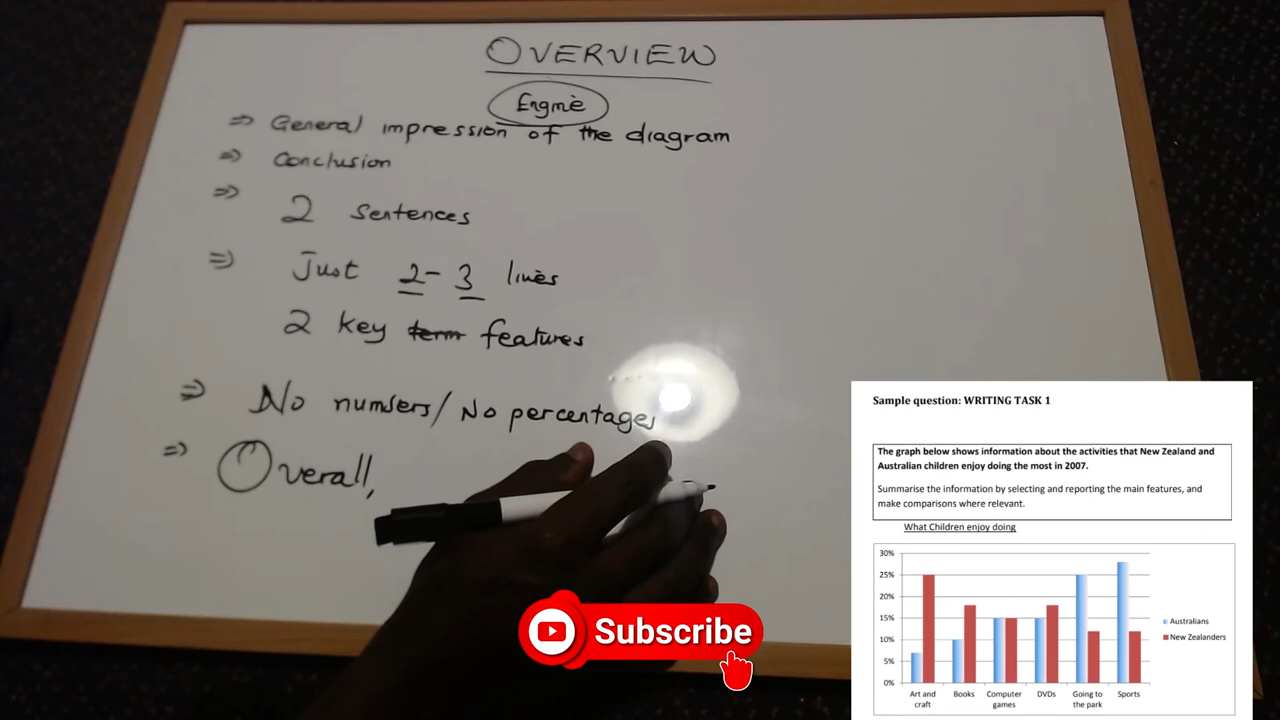 OVERVIEW
Engine
⇒ General impression of the diagram
⇒ Conclusion
⇒ 2 sentences
⇒ Just 2-3 lines
2 key term features
⇒ No numbers/No percentages
⇒ Overall,
Subscribe
Sample question: WRITING TASK 1
The graph below shows information about the activities that New Zealand and
Australian children enjoy doing the most in 2007.
Summarise the information by selecting and reporting the main features, and
make comparisons where relevant.
What Children enjoy doing
30%
25%
20%
15%
10%
5%
0%
Art and craft
Books
Computer games
DVDs
Going to the park
Sports
Australians
New Zealanders